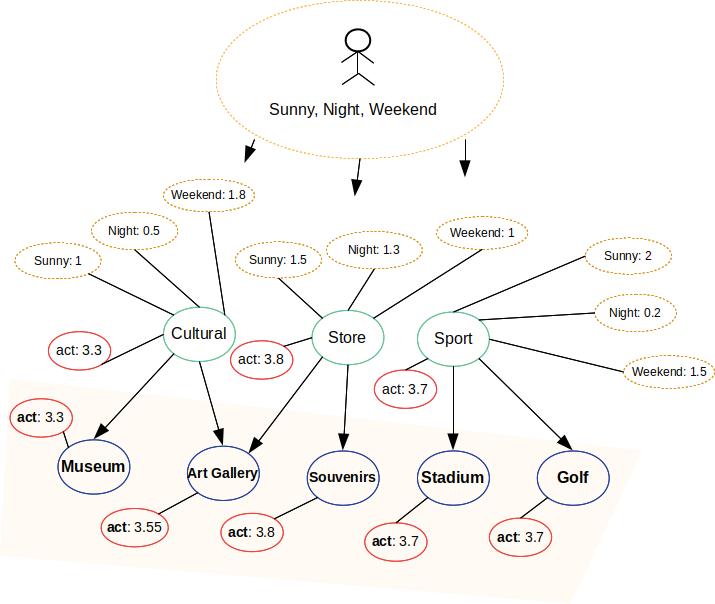 Sunny, Night, Weekend
Weekend: 1.8
Night: 0.5
Sunny: 1
Sunny: 1.5
Night: 1.3
Weekend: 1
Sunny: 2
Night: 0.2
Weekend: 1.5
Cultural
Store
Sport
act: 3.3
act: 3.8
act: 3.7
act: 3.3
Museum
Art Gallery
Souvenirs
Stadium
Golf
act: 3.55
act: 3.8
act: 3.7
act: 3.7